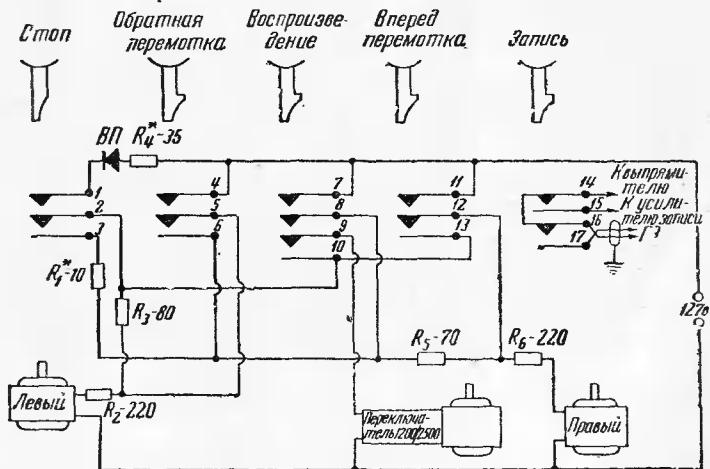 Стоп
Обратная
перемотка
Воспроизве-
дение
Вперед
перемотка
Запись
ВП
R4*-35
К выпрями-
телю
К усили-
телю записи
ГЗ
1
2
3
4
5
6
7
8
9
10
11
12
13
14
15
16
17
R1*-10
R3-80
R5-70
R6-220
127в
Левый
R2-220
Переключа-
тель 1200/2500
Правый